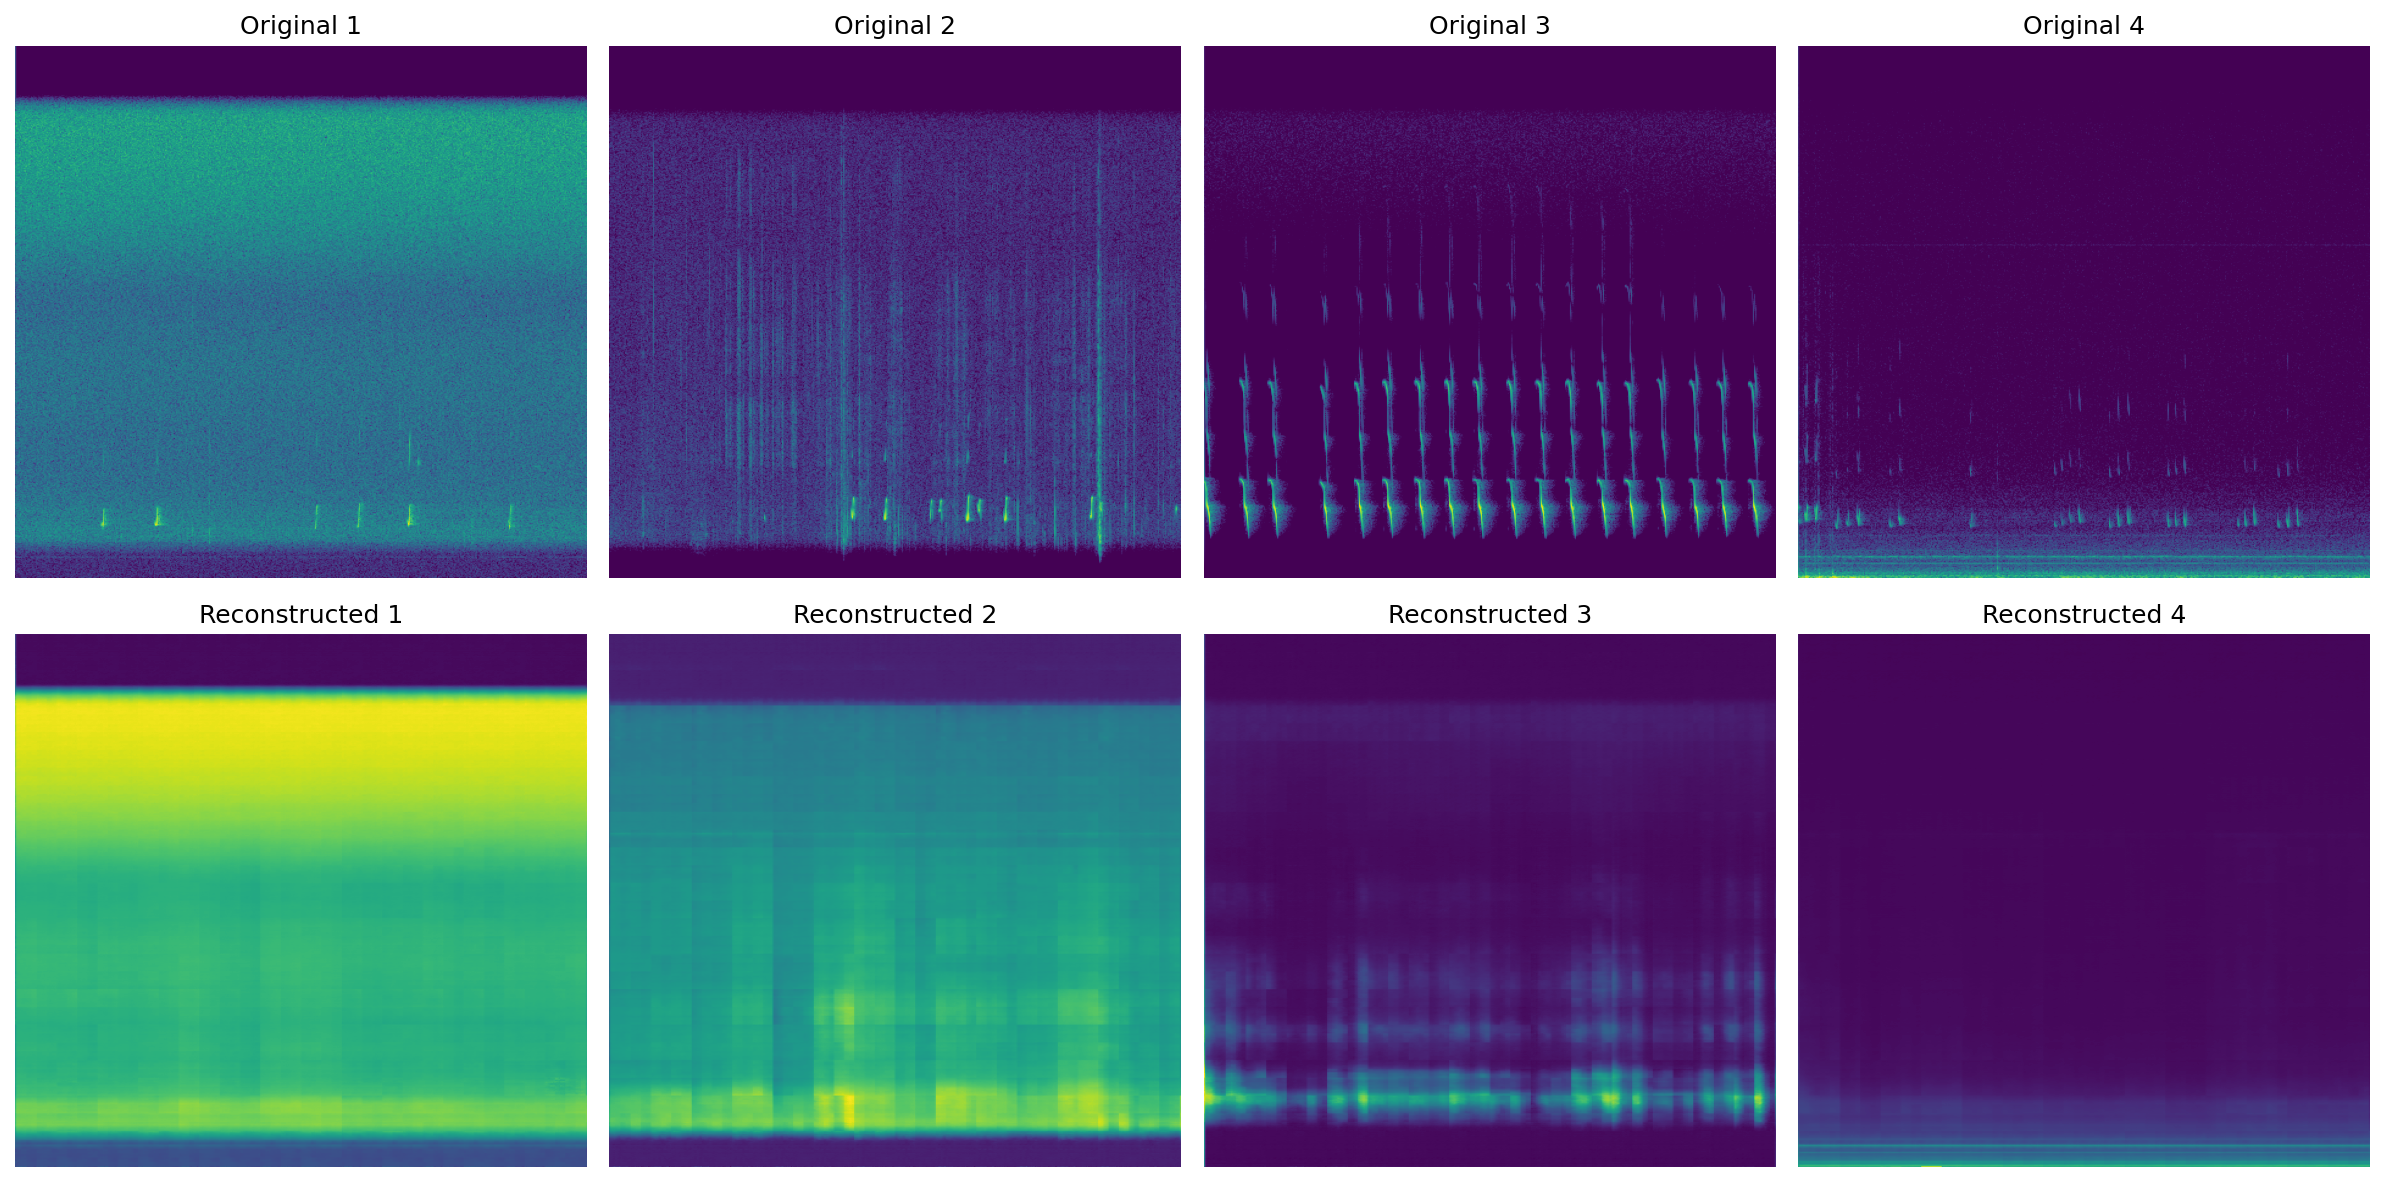 Original 1
Original 2
Original 3
Original 4
Reconstructed 1
Reconstructed 2
Reconstructed 3
Reconstructed 4